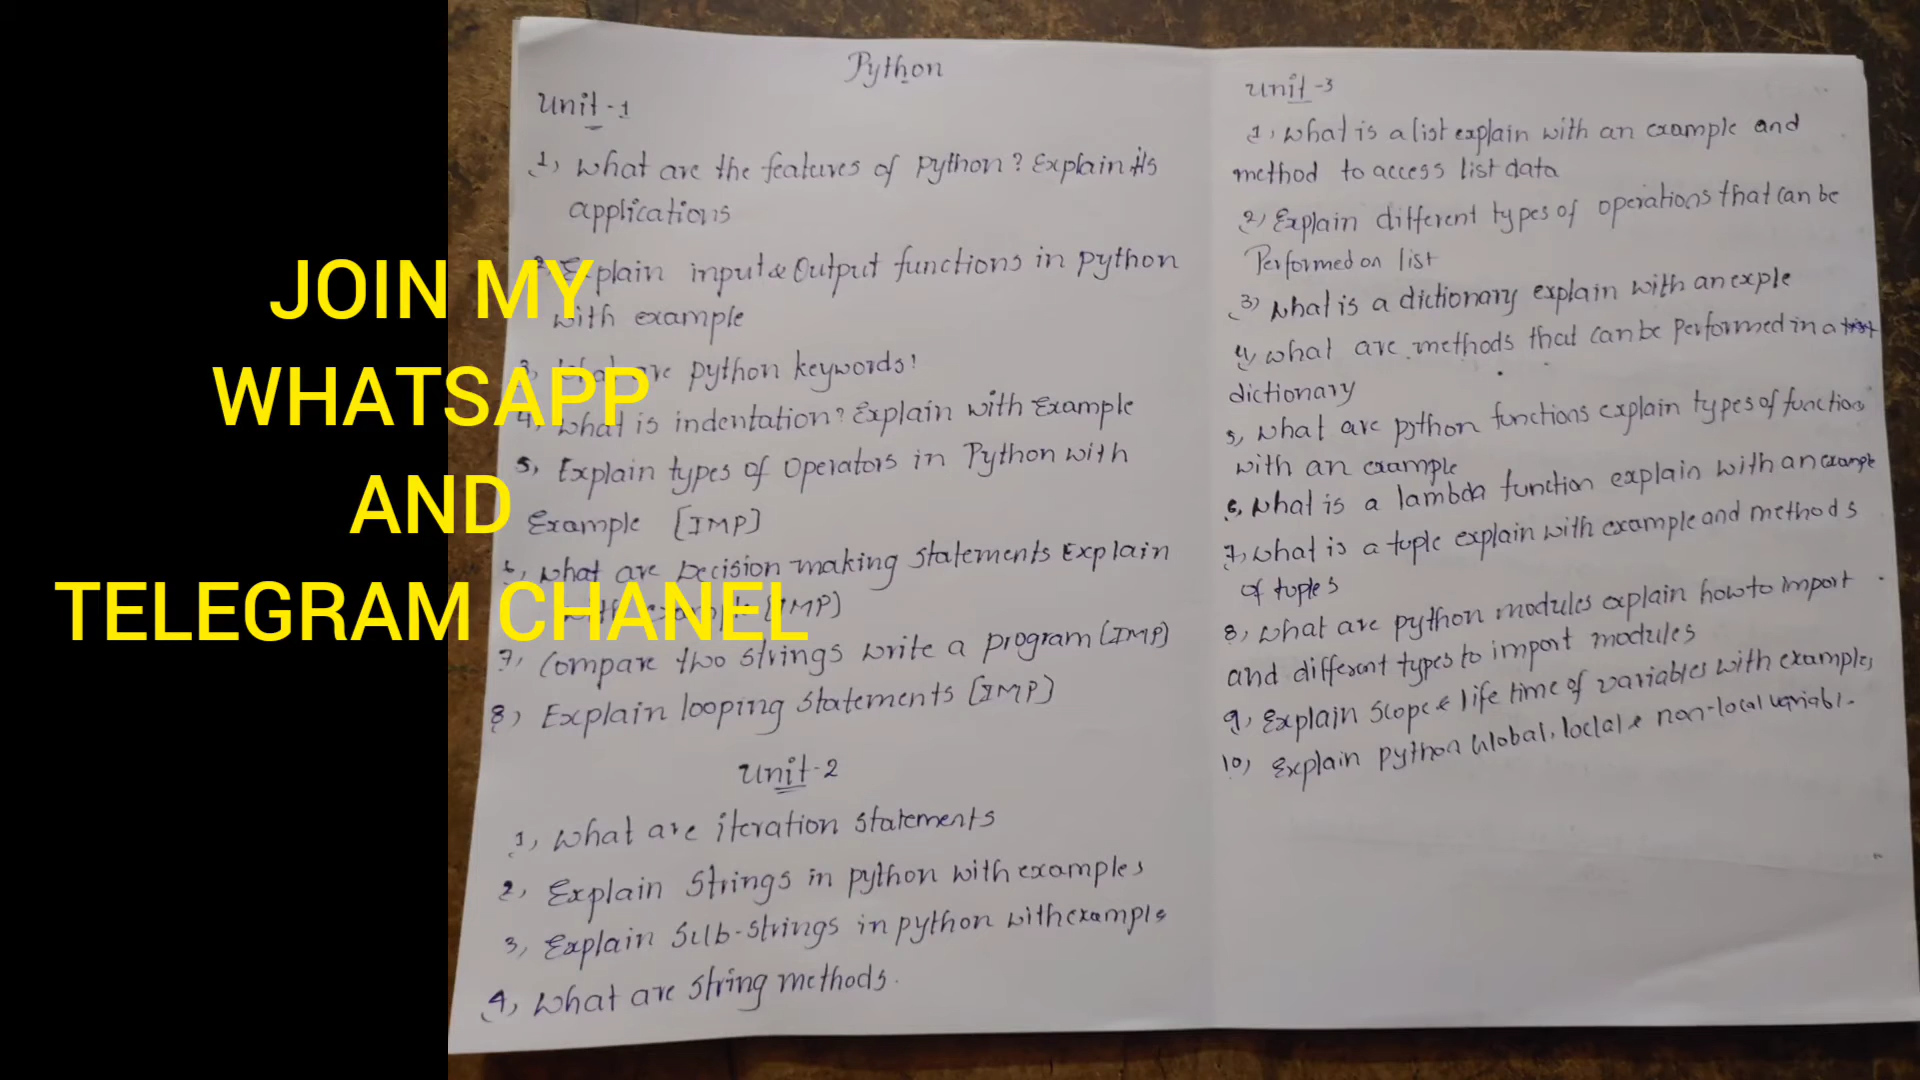 JOIN MY
WHATSAPP
AND
TELEGRAM CHANEL
Python
Unit-1
1, What are the features of python? Explain its
applications
2, Explain input & Output functions in python
with example
3, What are python keywords!
4, What is indentation? Explain with Example
5, Explain types of operators in Python with
Example [IMP]
6, What are Decision making statements Explain
with example [IMP]
7, Compare two strings write a program [IMP]
8) Explain looping statements [IMP]
Unit-2
1, What are iteration statements
2, Explain Strings in python with examples
3, Explain Sub-strings in python with example
4, What are string methods.
Unit-3
1, What is a list explain with an example and
method to access list data
2) Explain different types of operations that can be
Performed on list
3) What is a dictionary explain with an exple
4, what are methods that can be performed in a
dictionary
5, What are python functions explain types of function
with an example
6, What is a lambda function explain with an example
7, What is a tuple explain with example and methods
of tuples
8, What are python modules explain how to import
and different types to import modules
9, Explain Scope & life time of variables with examples
10) Explain python Global, loclal & non-local variabl.